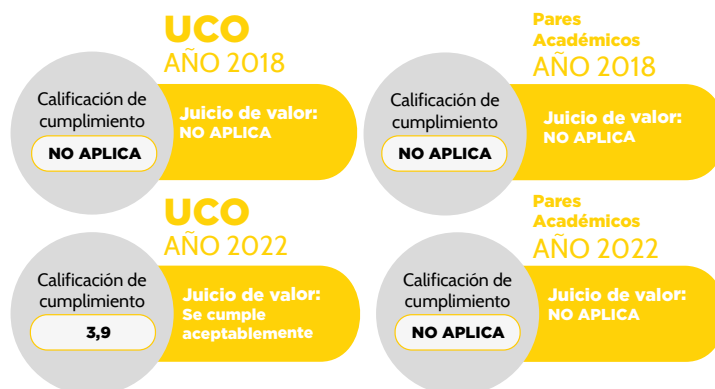 UCO
AÑO 2018
Calificación de
cumplimiento
NO APLICA
Juicio de valor:
NO APLICA
Pares
Académicos
AÑO 2018
Calificación de
cumplimiento
NO APLICA
Juicio de valor:
NO APLICA
UCO
AÑO 2022
Calificación de
cumplimiento
3,9
Juicio de valor:
Se cumple
aceptablemente
Pares
Académicos
AÑO 2022
Calificación de
cumplimiento
NO APLICA
Juicio de valor:
NO APLICA